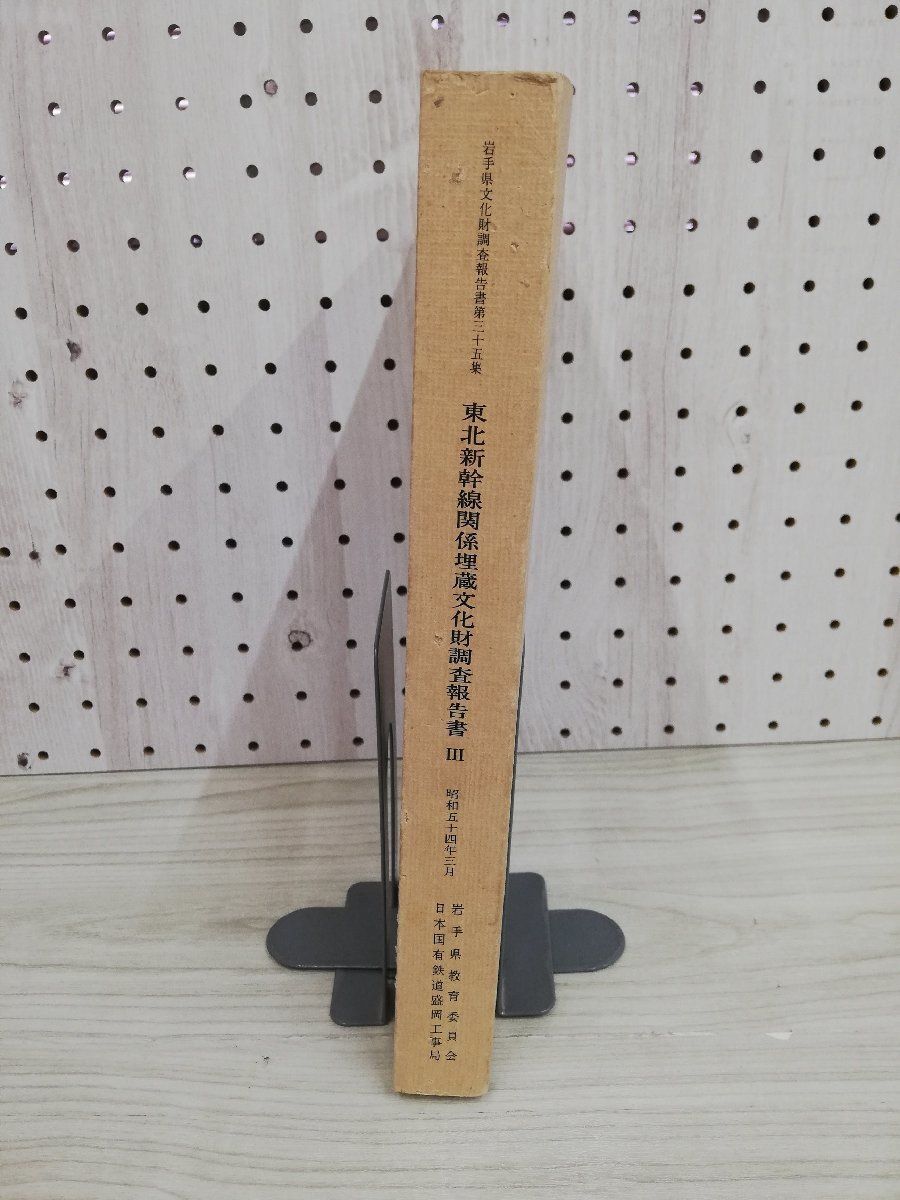 岩手県文化財調査報告書第三十五集
東北新幹線関係埋蔵文化財調査報告書 III
昭和五十四年三月
岩手県教育委員会
日本国有鉄道盛岡工事局